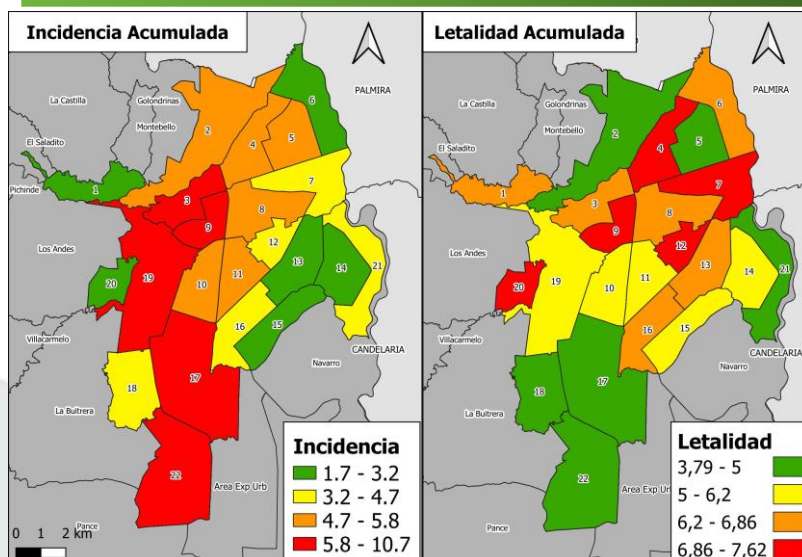 Incidencia Acumulada
La Castilla
Golondrinas
Montebello
El Saladito
Pichinde
Los Andes
Villacarmelo
La Buitrera
Pance
Area Exp Urb
Navarro
CANDELARIA
PALMIRA
1
2
3
4
5
6
7
8
9
10
11
12
13
14
15
16
17
18
19
20
21
22
0 1 2 km
Incidencia
1.7 - 3.2
3.2 - 4.7
4.7 - 5.8
5.8 - 10.7
Letalidad Acumulada
La Castilla
Golondrinas
Montebello
El Saladito
Pichinde
Los Andes
Villacarmelo
La Buitrera
Pance
Area Exp Urb
Navarro
CANDELARIA
PALMIRA
1
2
3
4
5
6
7
8
9
10
11
12
13
14
15
16
17
18
19
20
21
22
Letalidad
3,79 - 5
5 - 6,2
6,2 - 6,86
6,86 - 7,62